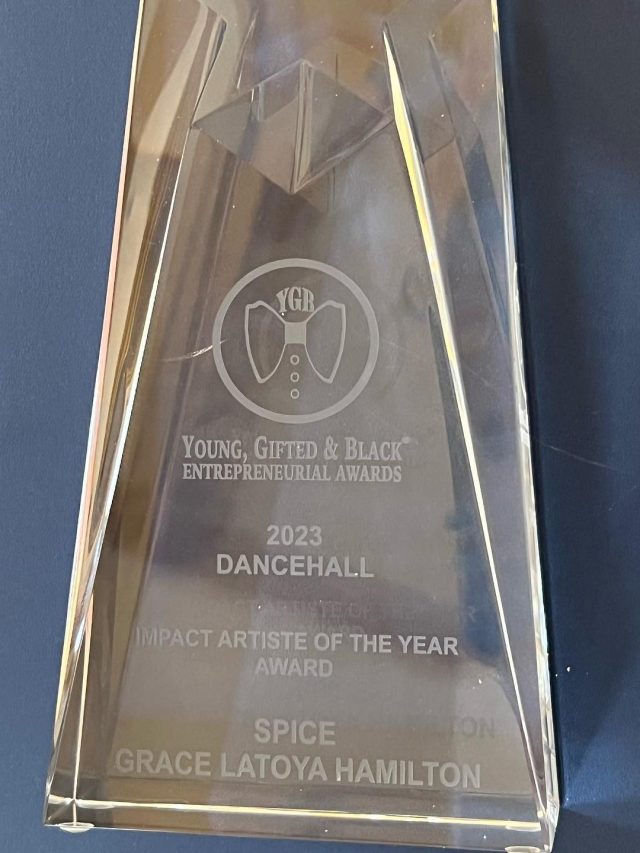 YGB
YOUNG, GIFTED & BLACK®
ENTREPRENEURIAL AWARDS
2023
DANCEHALL
IMPACT ARTISTE OF THE YEAR
AWARD
SPICE
GRACE LATOYA HAMILTON